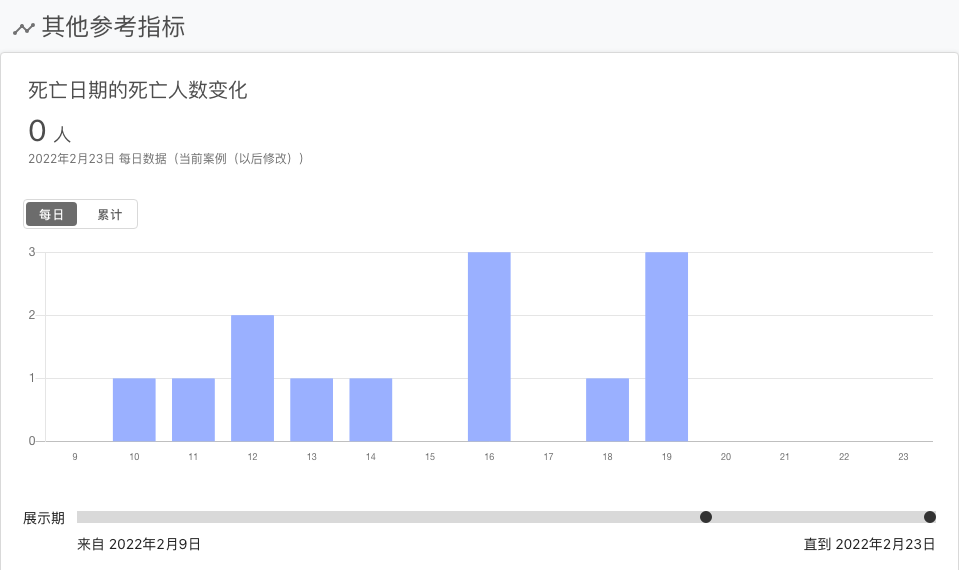 其他参考指标
死亡日期的死亡人数变化
0 人
2022年2月23日 每日数据（当前案例（以后修改））
每日 累计
3
2
1
0
9 10 11 12 13 14 15 16 17 18 19 20 21 22 23
展示期
来自 2022年2月9日 直到 2022年2月23日